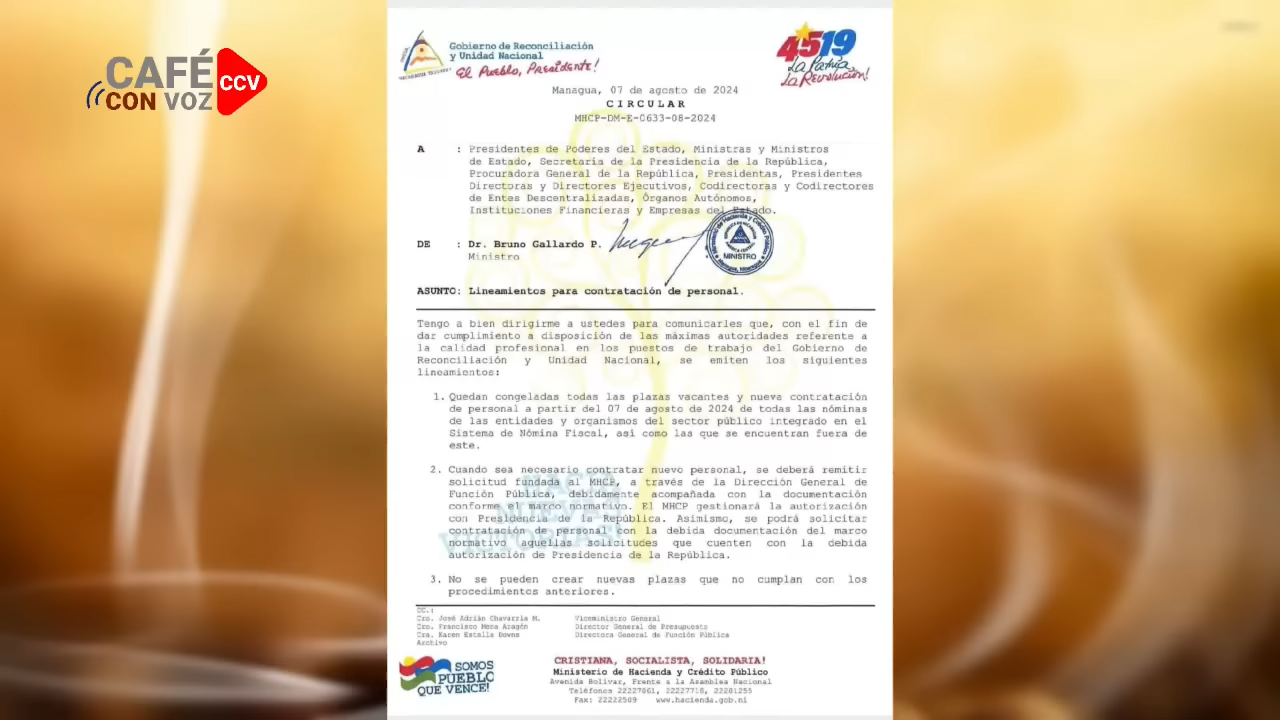 CAFÉ
CON VOZ
CCV
Gobierno de Reconciliación
y Unidad Nacional
El Pueblo, Presidente!
4519
La Patria,
La Revolución!
Managua, 07 de agosto de 2024
CIRCULAR
MHCP-DM-E-0633-08-2024
A : Presidentes de Poderes del Estado, Ministras y Ministros
de Estado, Secretaría de la Presidencia de la República,
Procuradora General de la República, Presidentas, Presidentes
Directoras y Directores Ejecutivos, Codirectoras y Codirectores
de Entes Descentralizadas, Órganos Autónomos,
Instituciones Financieras y Empresas del Estado.
DE : Dr. Bruno Gallardo P.
Ministro
MINISTRO
ASUNTO: Lineamientos para contratación de personal.
Tengo a bien dirigirme a ustedes para comunicarles que, con el fin de
dar cumplimiento a disposición de las máximas autoridades referente a
la calidad profesional en los puestos de trabajo del Gobierno de
Reconciliación y Unidad Nacional, se emiten los siguientes
lineamientos:
1. Quedan congeladas todas las plazas vacantes y nueva contratación
de personal a partir del 07 de agosto de 2024 de todas las nóminas
de las entidades y organismos del sector público integrado en el
Sistema de Nómina Fiscal, así como las que se encuentran fuera de
este.
2. Cuando sea necesario contratar nuevo personal, se deberá remitir
solicitud fundada al MHCP, a través de la Dirección General de
Función Pública, debidamente acompañada con la documentación
conforme el marco normativo. El MHCP gestionará la autorización
con Presidencia de la República. Asimismo, se podrá solicitar
contratación de personal con la debida documentación del marco
normativo aquellas solicitudes que cuenten con la debida
autorización de Presidencia de la República.
3. No se pueden crear nuevas plazas que no cumplan con los
procedimientos anteriores.
CC.:
Cro. José Adrián Chavarría M. Viceministro General
Cro. Francisco Mena Aragón Director General de Presupuesto
Cra. Karen Estella Downs Directora General de Función Pública
Archivo
SOMOS
PUEBLO
QUE VENCE!
CRISTIANA, SOCIALISTA, SOLIDARIA!
Ministerio de Hacienda y Crédito Público
Avenida Bolívar, Frente a la Asamblea Nacional
Teléfonos 22227061, 22227718, 22281255
Fax: 22222509 www.hacienda.gob.ni